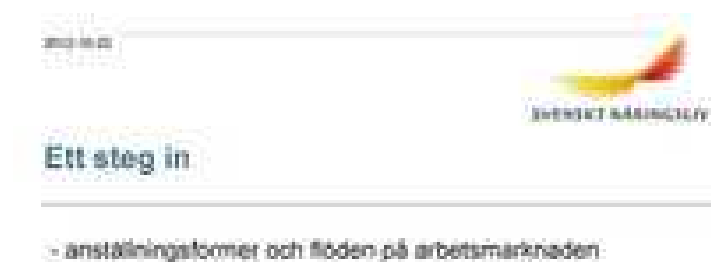 SVENSKT NÄRINGSLIV
Ett steg in
- anställningsformer och flöden på arbetsmarknaden